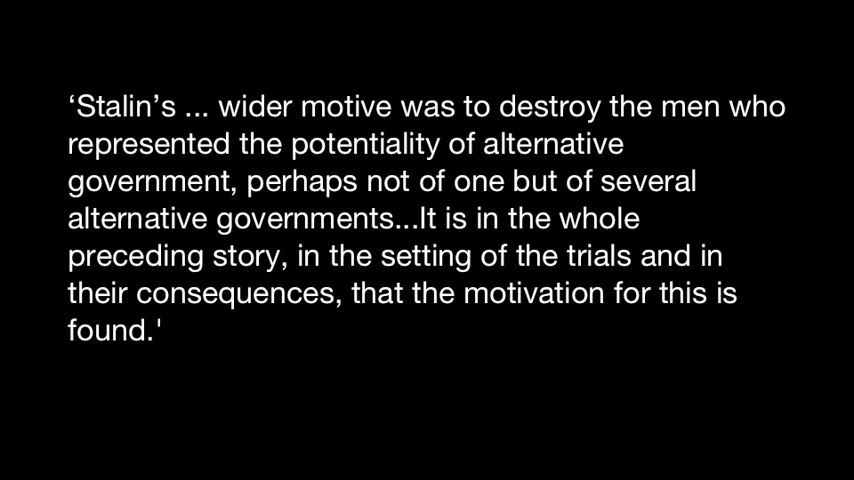 ‘Stalin’s ... wider motive was to destroy the men who
represented the potentiality of alternative
government, perhaps not of one but of several
alternative governments...It is in the whole
preceding story, in the setting of the trials and in
their consequences, that the motivation for this is
found.'